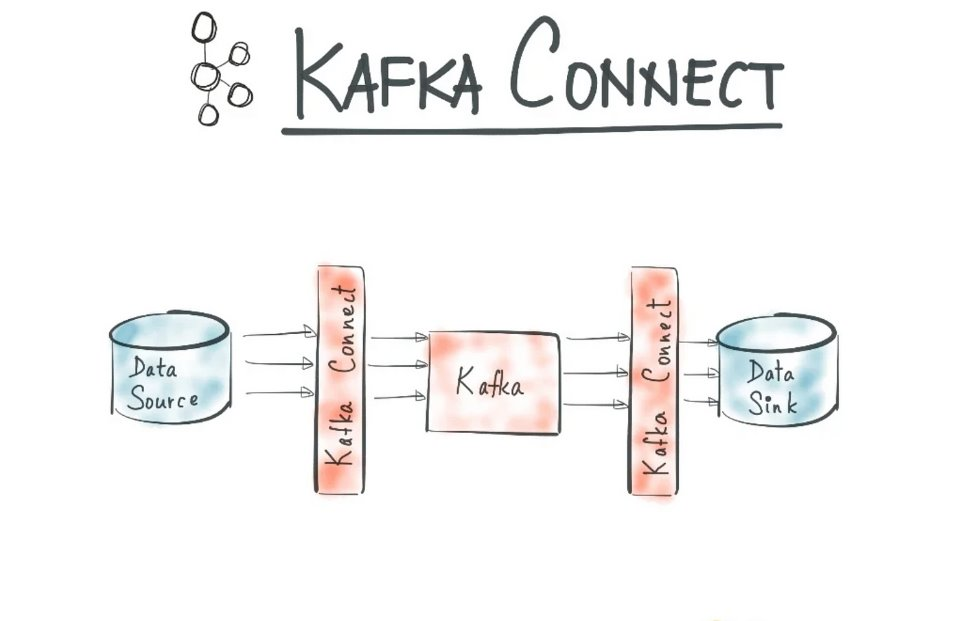 KAFKA CONNECT
Data
Source
Kafka Connect
Kafka
Kafka Connect
Data
Sink